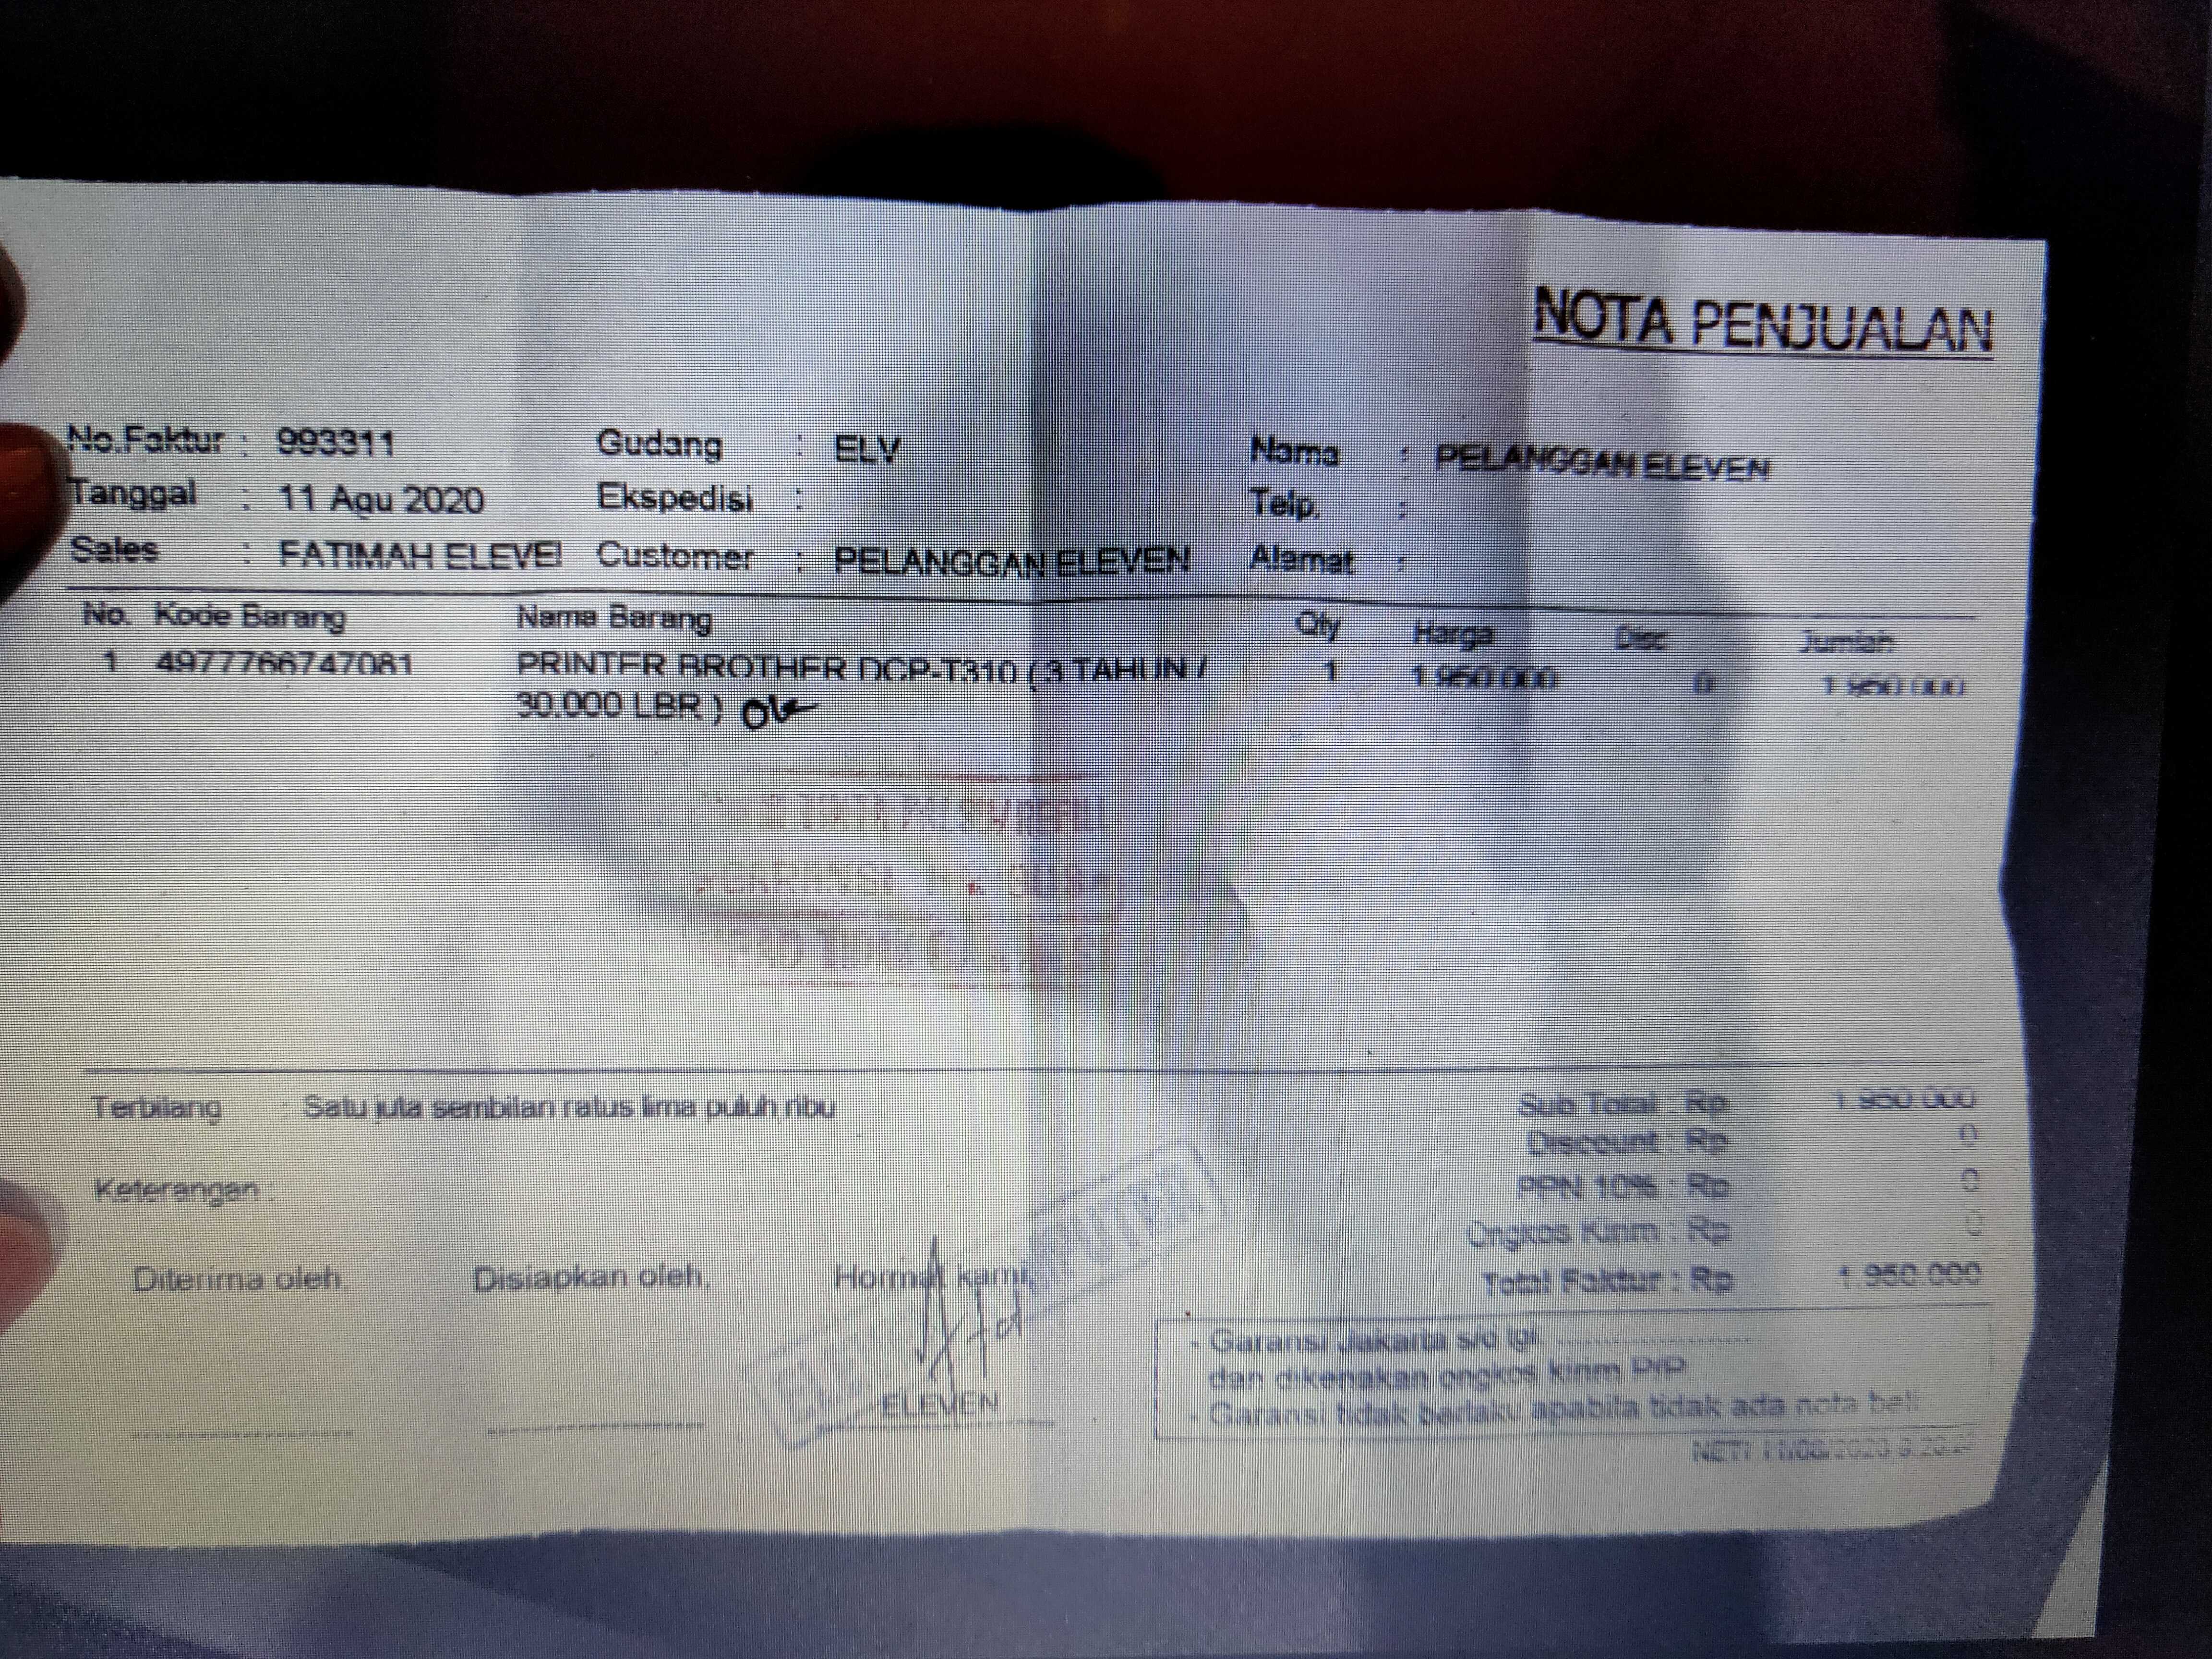 NOTA PENJUALAN
No.Faktur : 993311 Gudang : ELV Nama : PELANGGAN ELEVEN
Tanggal : 11 Agu 2020 Ekspedisi : Telp. :
Sales : FATIMAH ELEVE Customer : PELANGGAN ELEVEN Alamat :
No. Kode Barang Nama Barang Qty Harga Disc Jumlah
1 4977766747081 PRINTER BROTHER DCP-T310 ( 3 TAHUN / 1 1.950.000 0 1.950.000
30.000 LBR ) Ok
Terbilang : Satu juta sembilan ratus lima puluh ribu Sub Total : Rp 1.950.000
Discount : Rp 0
Keterangan : PPN 10% : Rp 0
Ongkos Kirim : Rp 0
Diterima oleh, Disiapkan oleh, Hormat kami, Total Faktur : Rp 1.950.000
- Garansi Jakarta s/d tgl
dan dikenakan ongkos kirim P/P
ELEVEN - Garansi tidak berlaku apabila tidak ada nota beli